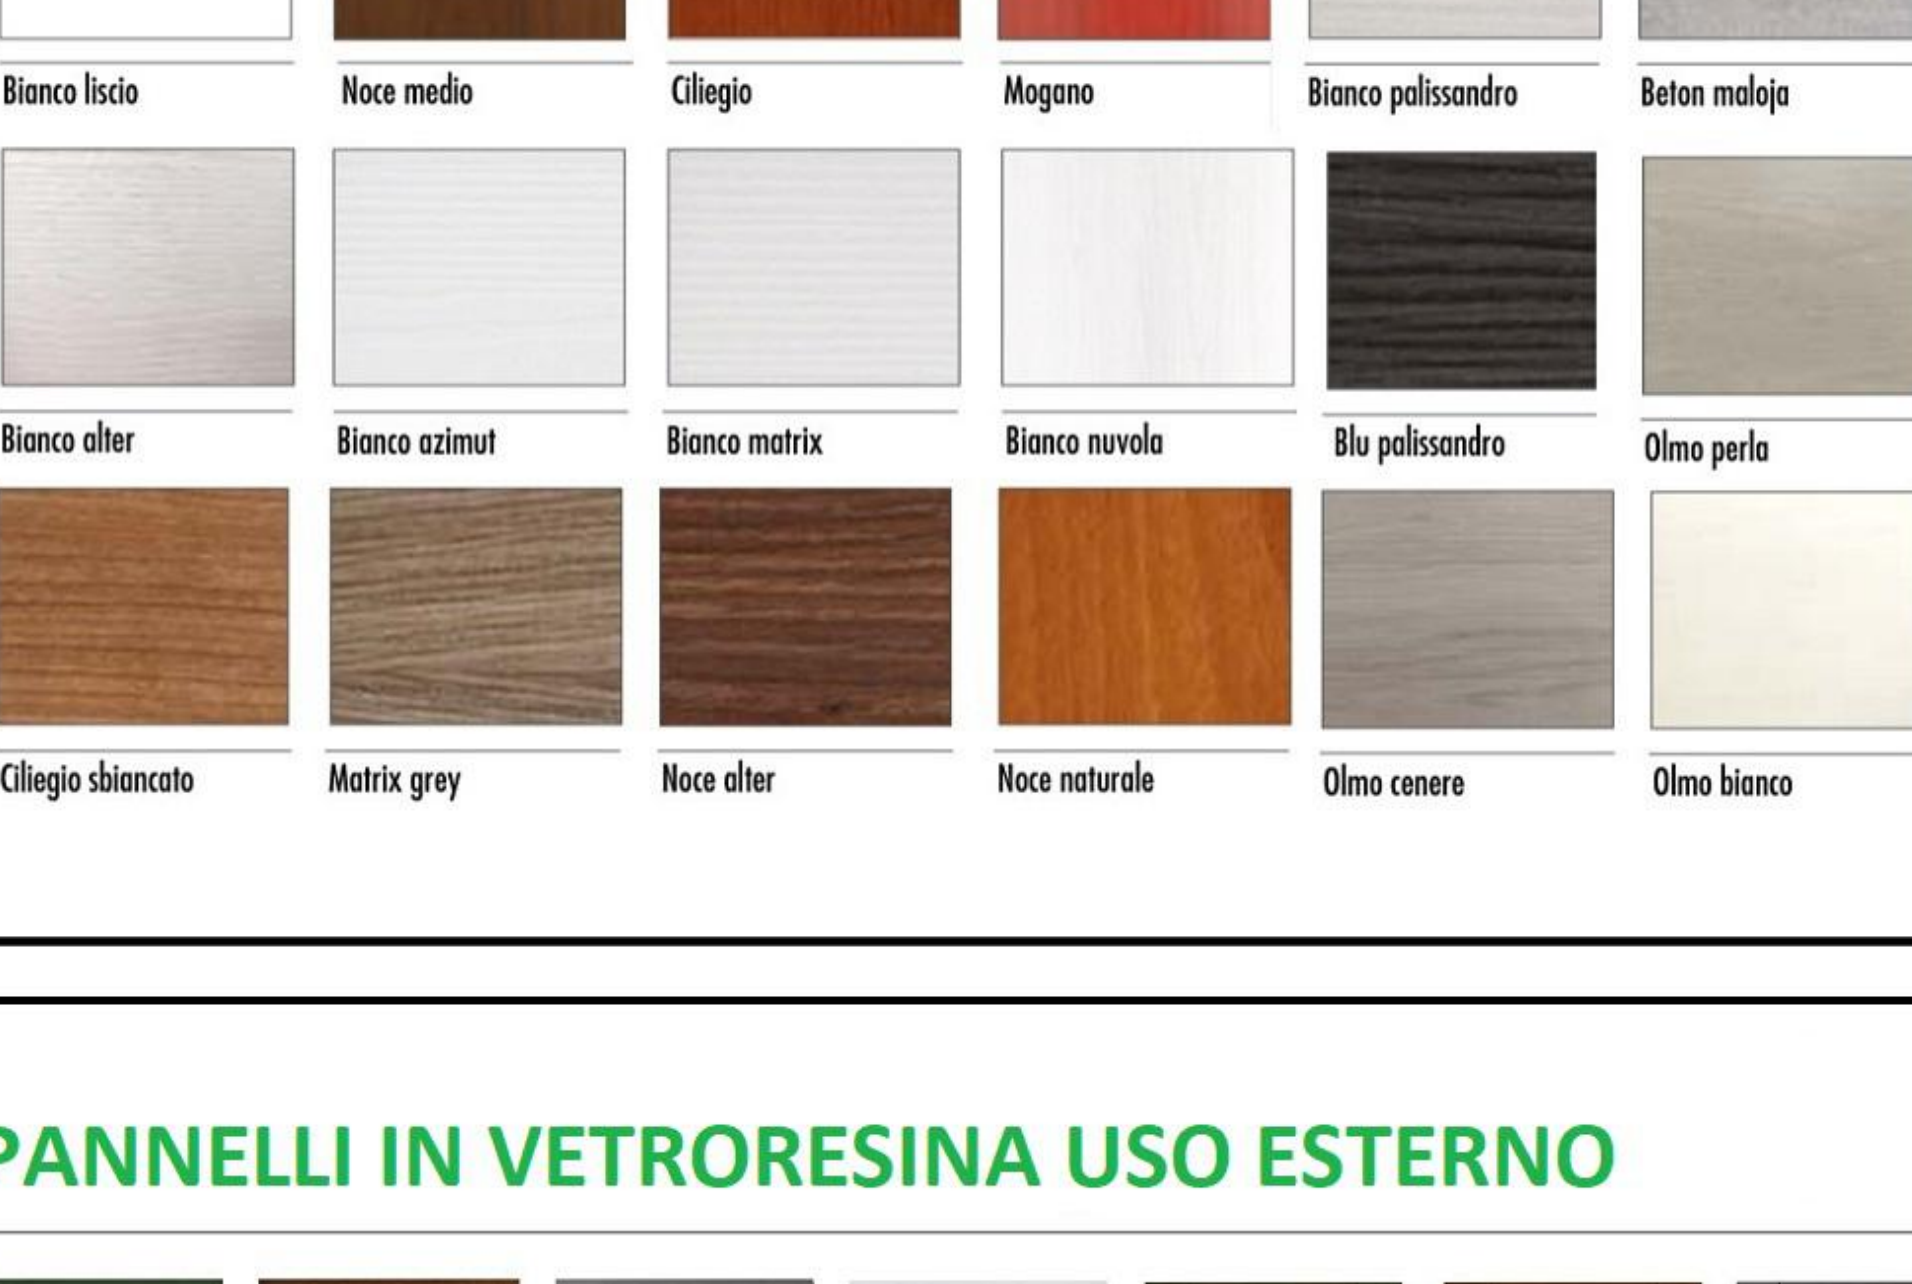 Bianco liscio
Noce medio
Ciliegio
Mogano
Bianco palissandro
Beton maloja
Bianco alter
Bianco azimut
Bianco matrix
Bianco nuvola
Blu palissandro
Olmo perla
Ciliegio sbiancato
Matrix grey
Noce alter
Noce naturale
Olmo cenere
Olmo bianco
PANNELLI IN VETRORESINA USO ESTERNO